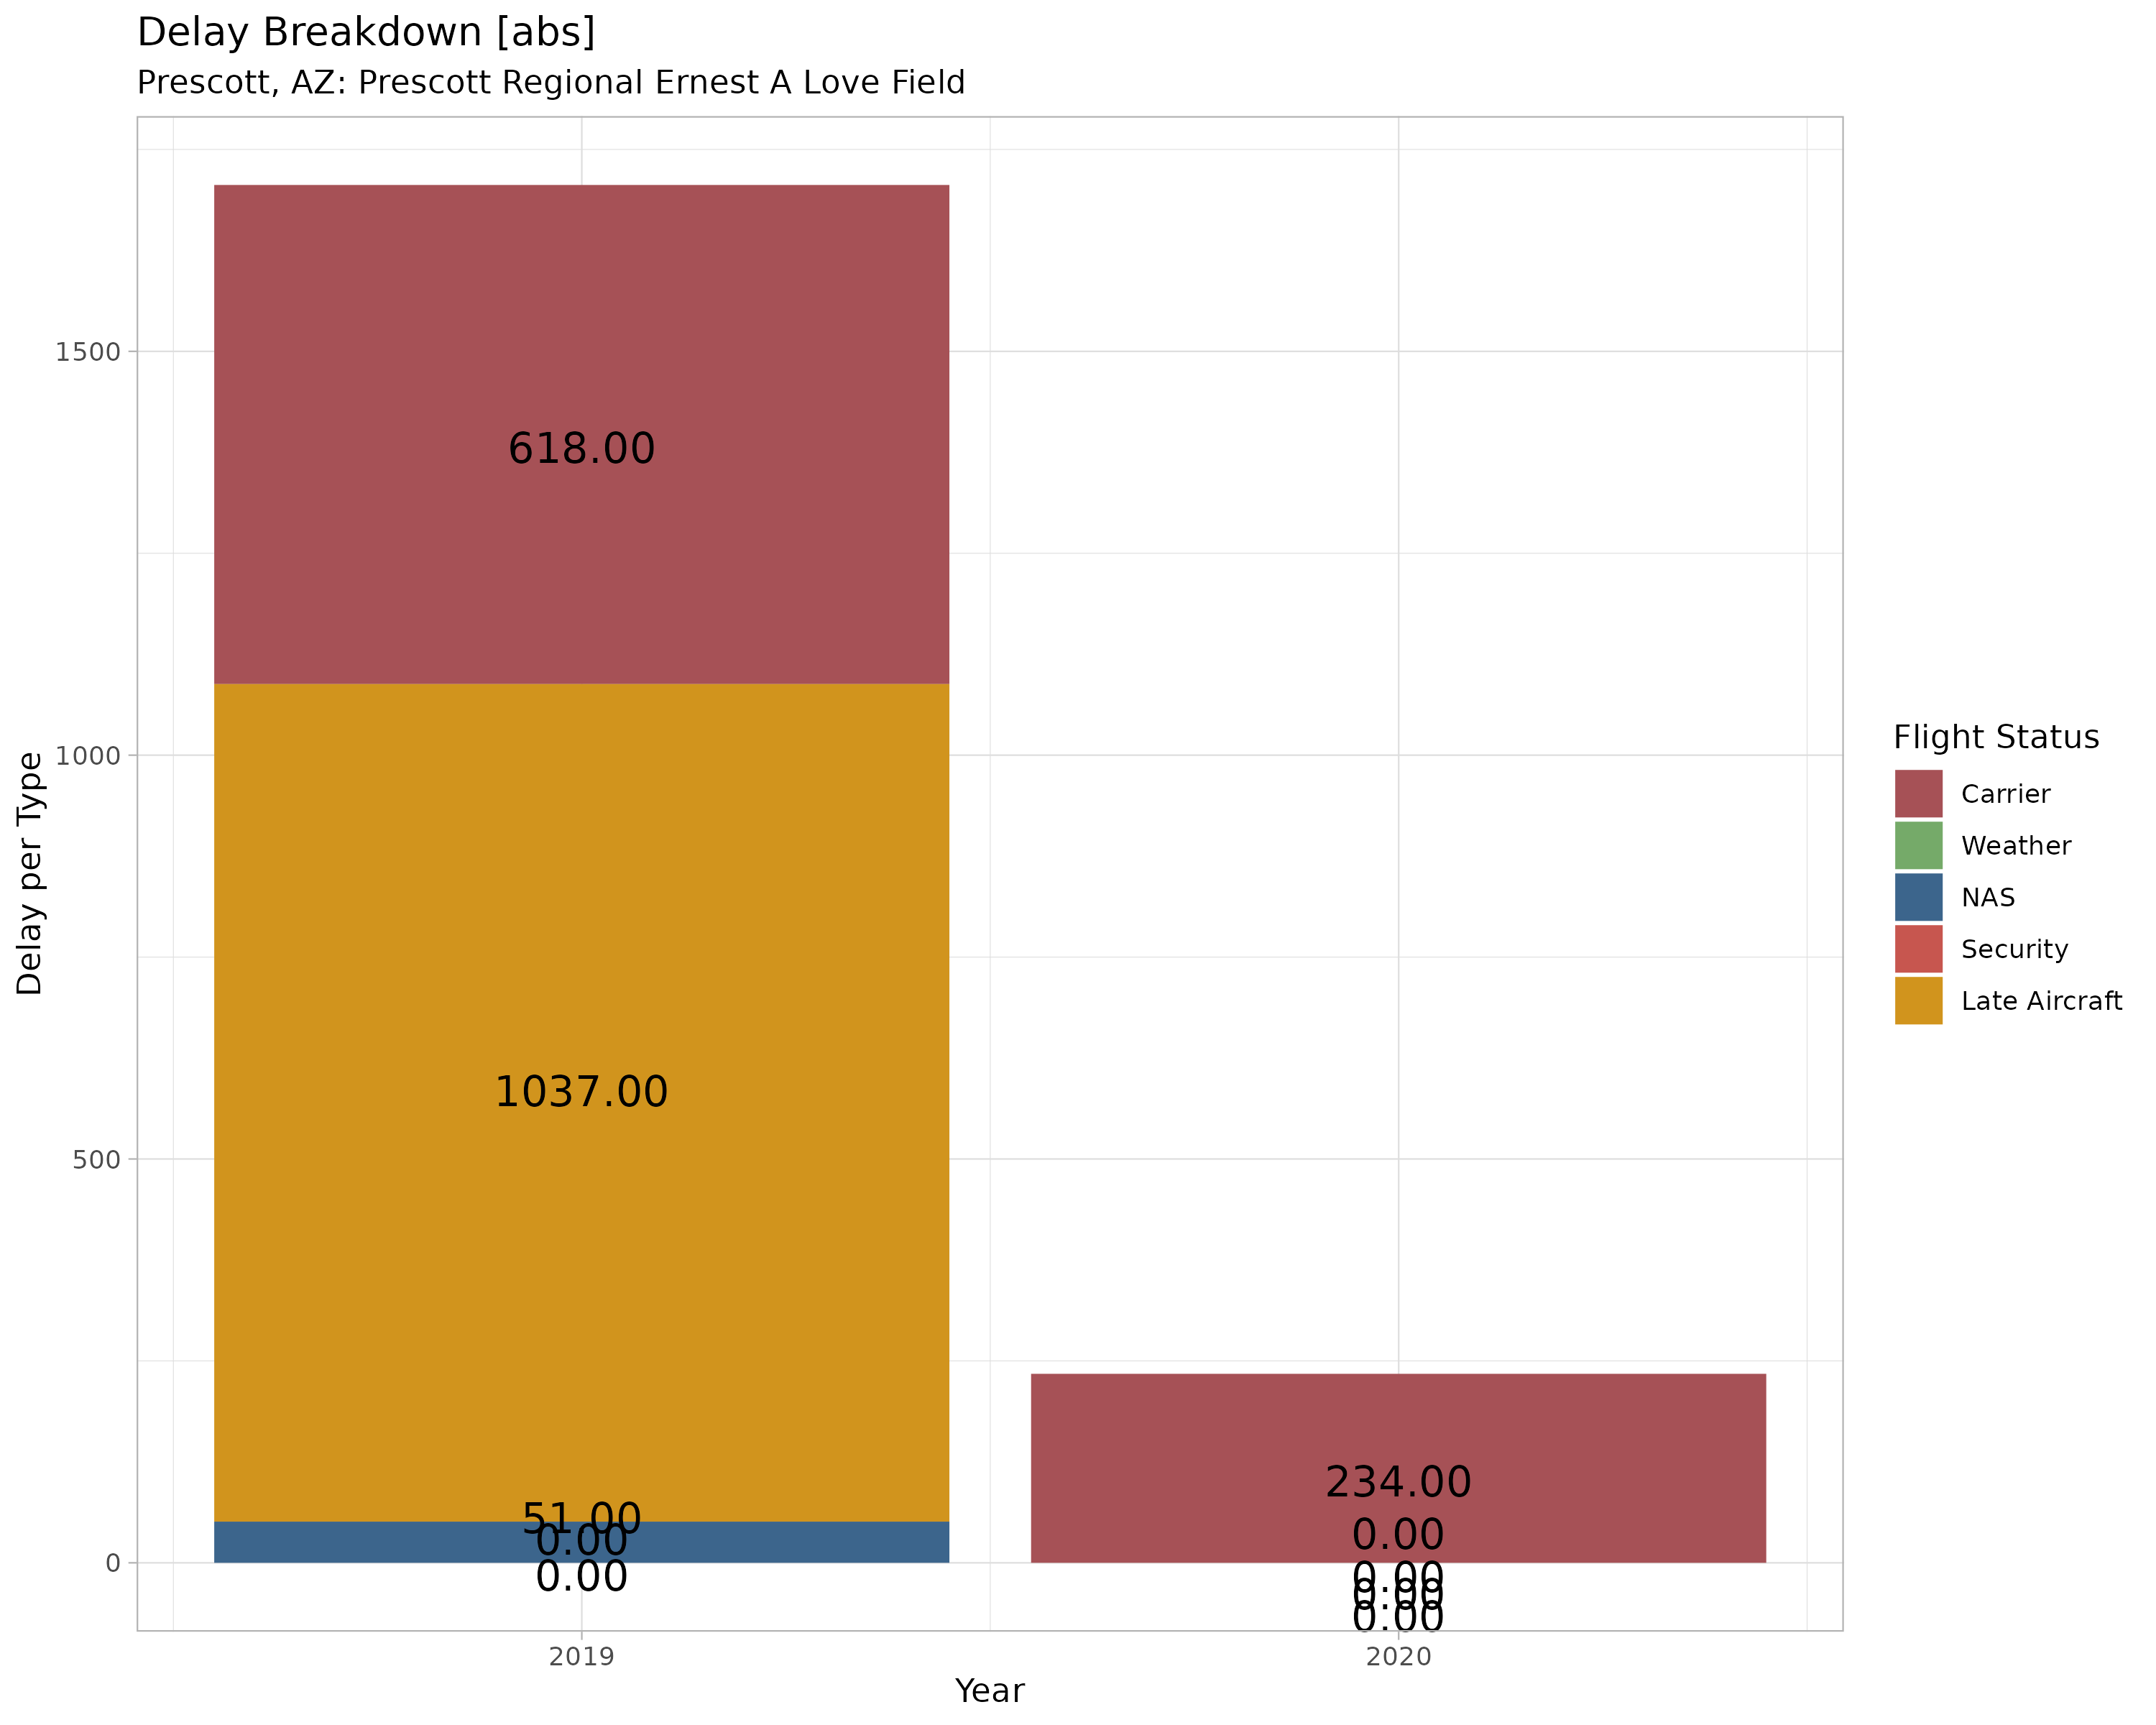 Delay Breakdown [abs]
Prescott, AZ: Prescott Regional Ernest A Love Field
Delay per Type
1500
1000
500
0
618.00
1037.00
51.00
0.00
0.00
234.00
0.00
0.00
0.00
0.00
2019
2020
Year
Flight Status
Carrier
Weather
NAS
Security
Late Aircraft